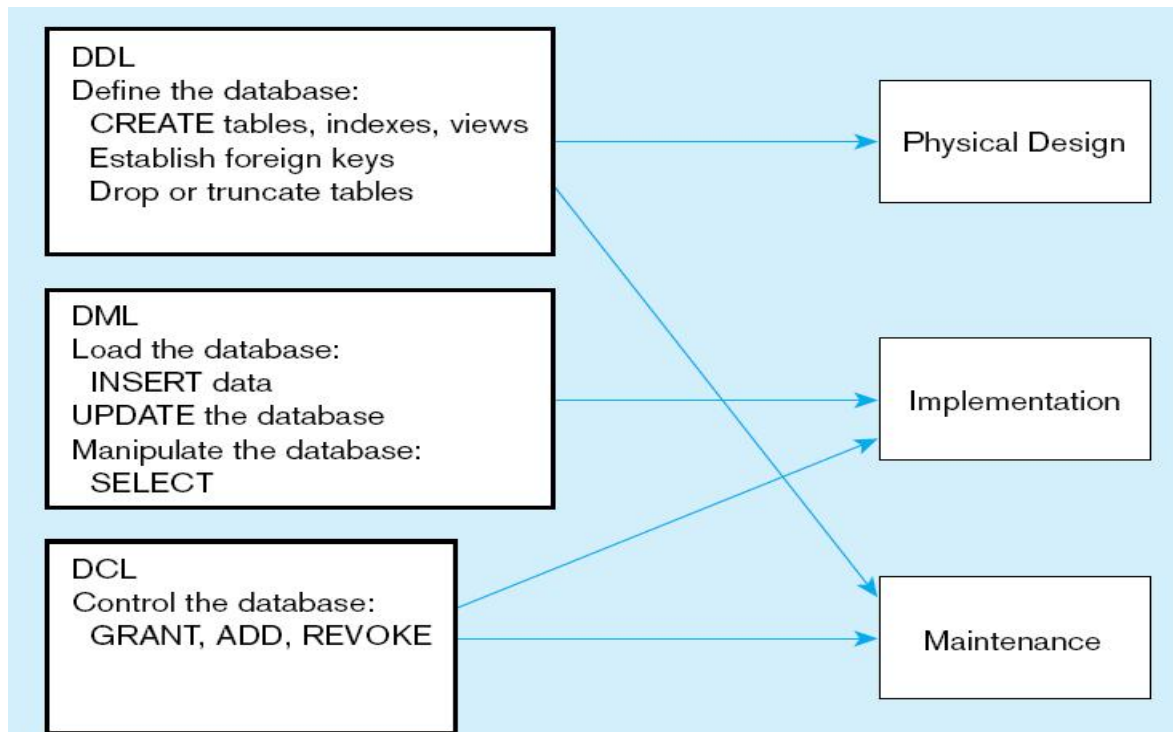 DDL
Define the database:
CREATE tables, indexes, views
Establish foreign keys
Drop or truncate tables
Physical Design
DML
Load the database:
INSERT data
UPDATE the database
Manipulate the database:
SELECT
Implementation
DCL
Control the database:
GRANT, ADD, REVOKE
Maintenance